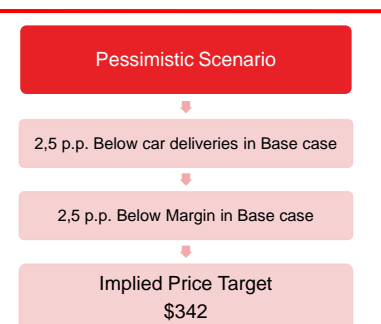 Pessimistic Scenario
2,5 p.p. Below car deliveries in Base case
2,5 p.p. Below Margin in Base case
Implied Price Target
$342